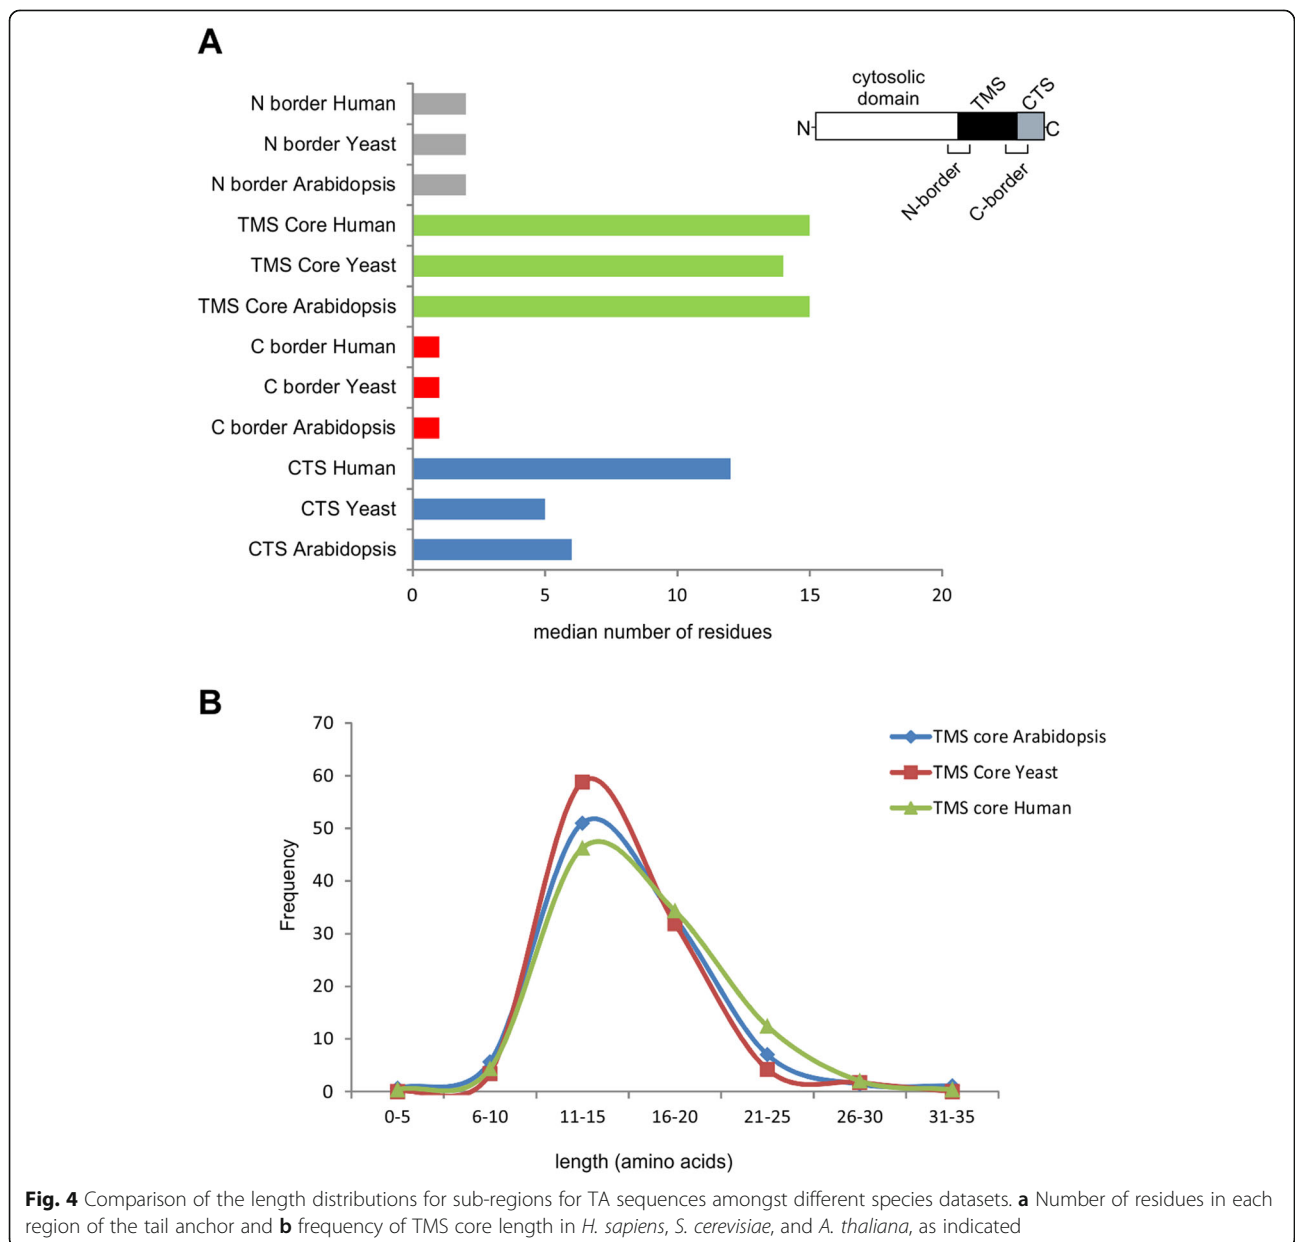 A
N border Human
N border Yeast
N border Arabidopsis
TMS Core Human
TMS Core Yeast
TMS Core Arabidopsis
C border Human
C border Yeast
C border Arabidopsis
CTS Human
CTS Yeast
CTS Arabidopsis
0 5 10 15 20
median number of residues
cytosolic
domain
TMS
CTS
N
C
N-border
C-border
B
70
60
50
40
30
20
10
0
Frequency
0-5 6-10 11-15 16-20 21-25 26-30 31-35
length (amino acids)
TMS core Arabidopsis
TMS Core Yeast
TMS core Human
Fig. 4 Comparison of the length distributions for sub-regions for TA sequences amongst different species datasets. a Number of residues in each
region of the tail anchor and b frequency of TMS core length in H. sapiens, S. cerevisiae, and A. thaliana, as indicated